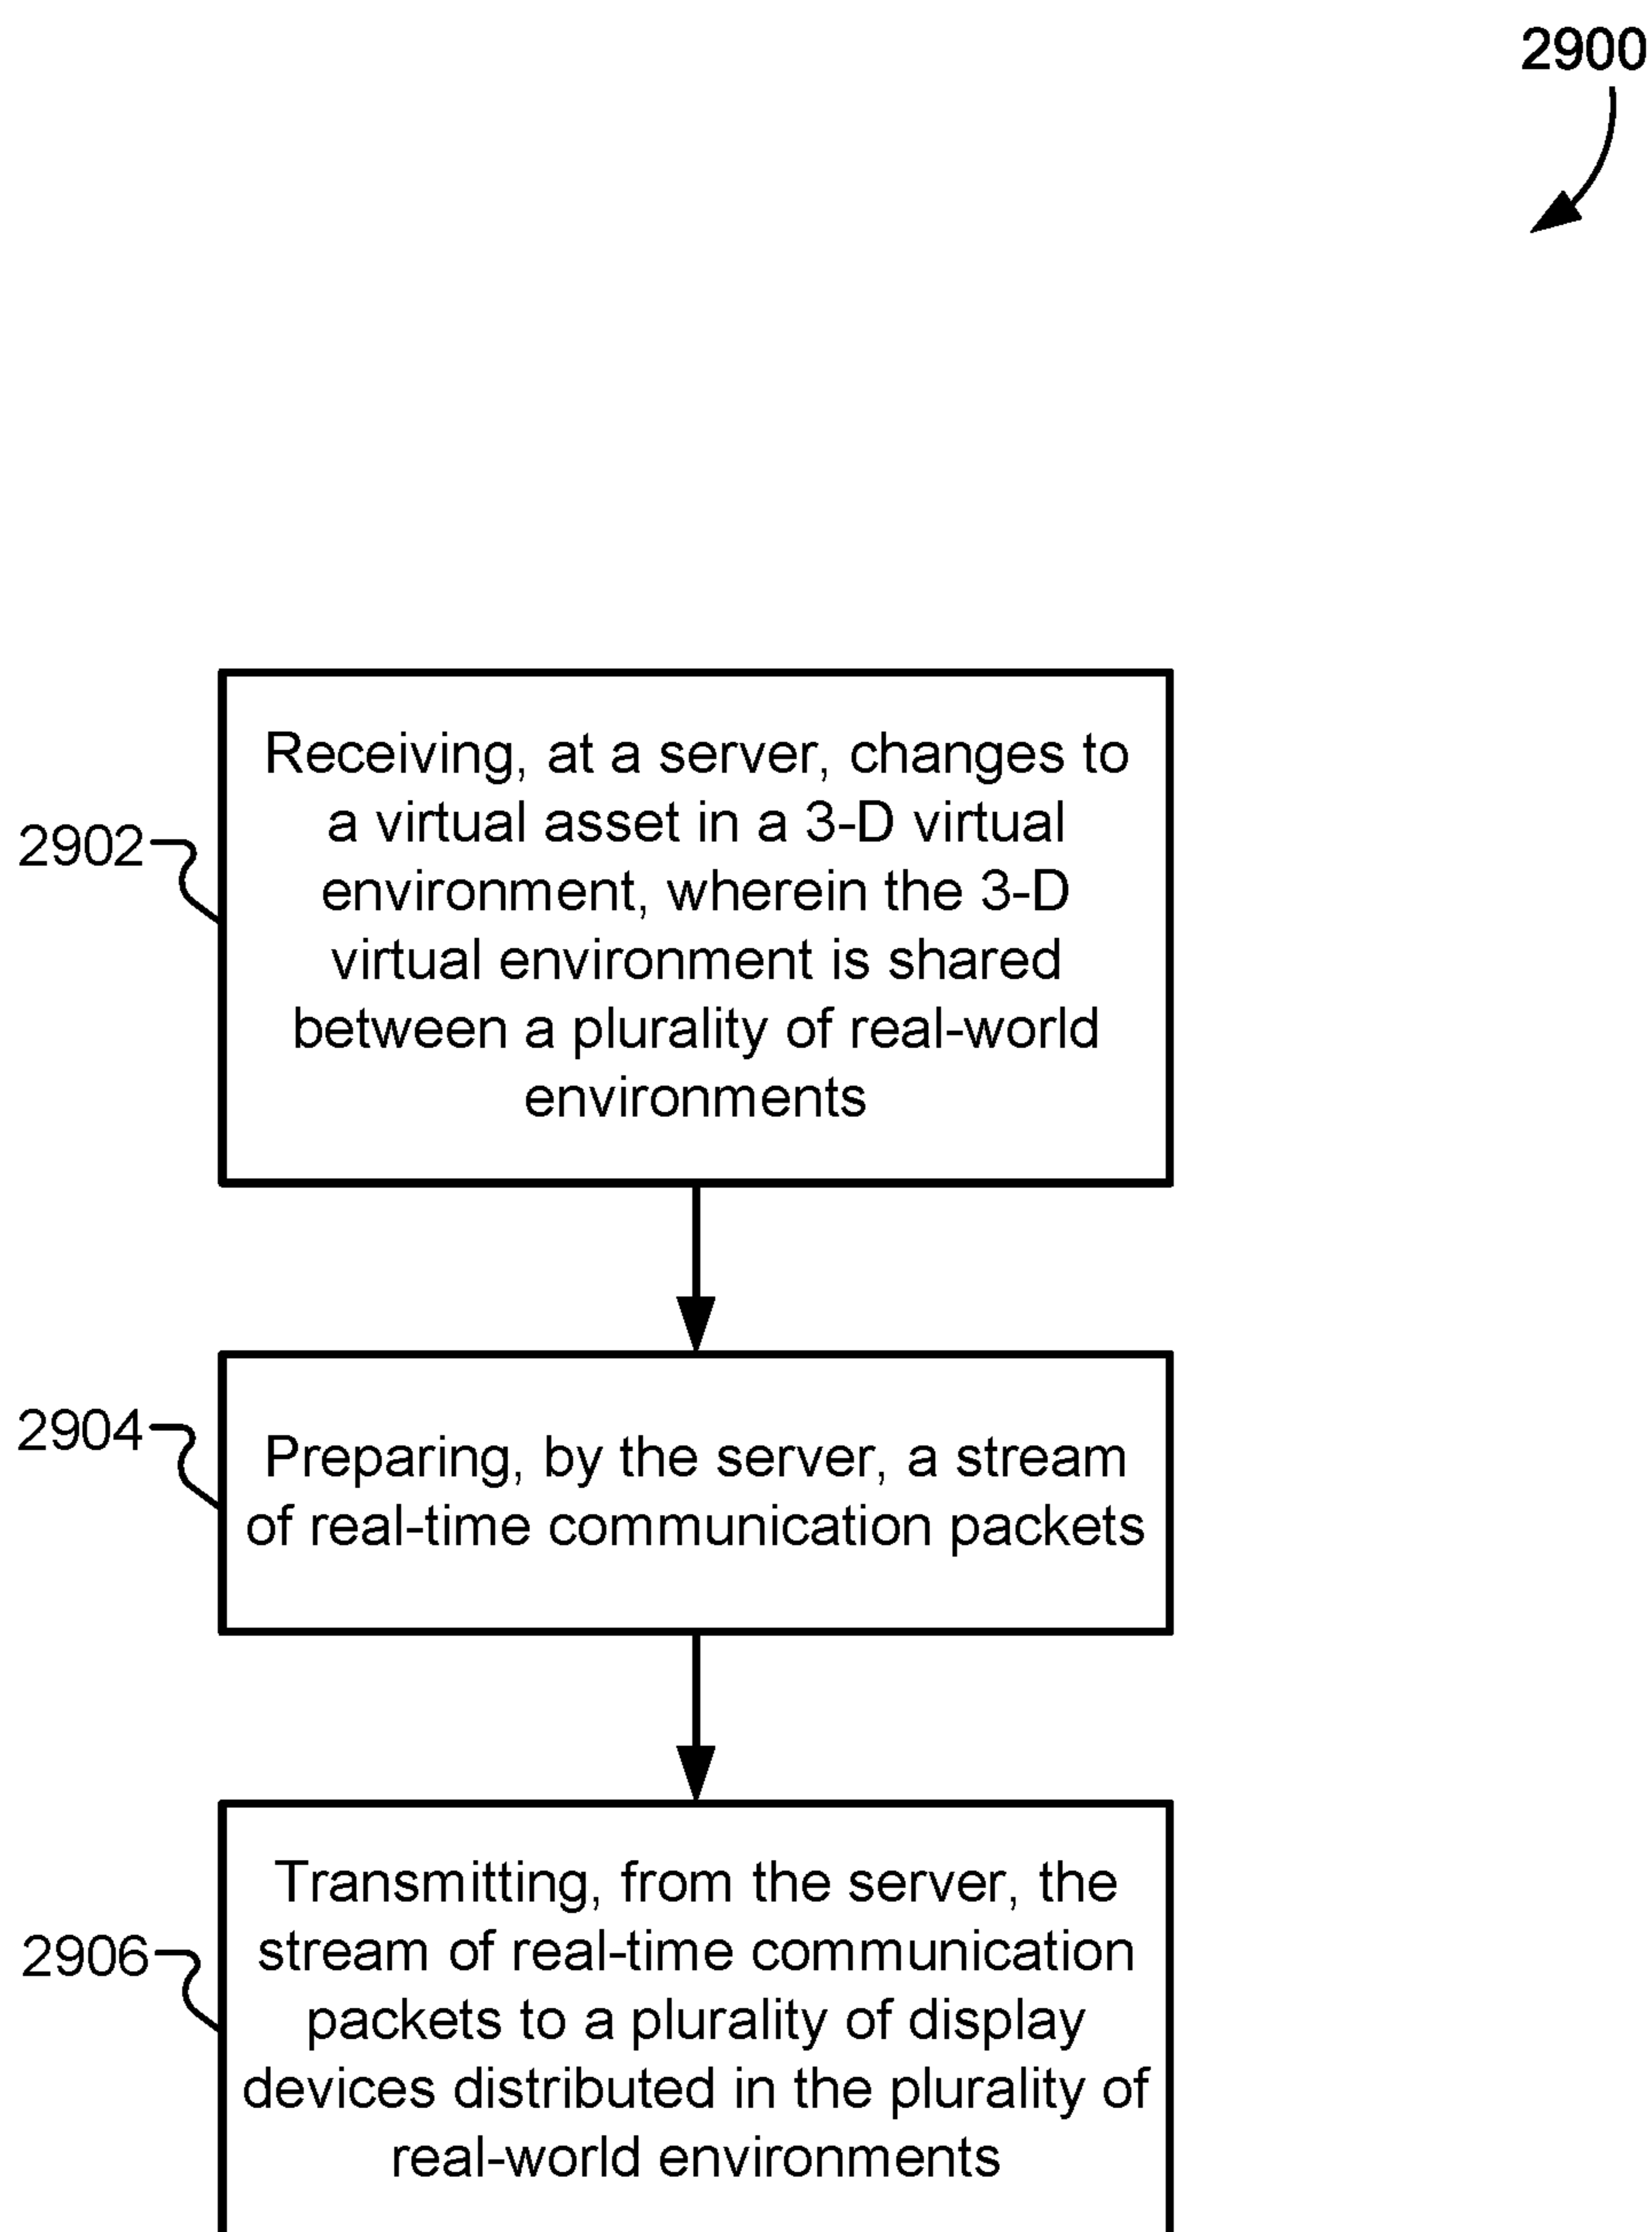 2900
2902
Receiving, at a server, changes to
a virtual asset in a 3-D virtual
environment, wherein the 3-D
virtual environment is shared
between a plurality of real-world
environments
2904
Preparing, by the server, a stream
of real-time communication packets
2906
Transmitting, from the server, the
stream of real-time communication
packets to a plurality of display
devices distributed in the plurality of
real-world environments